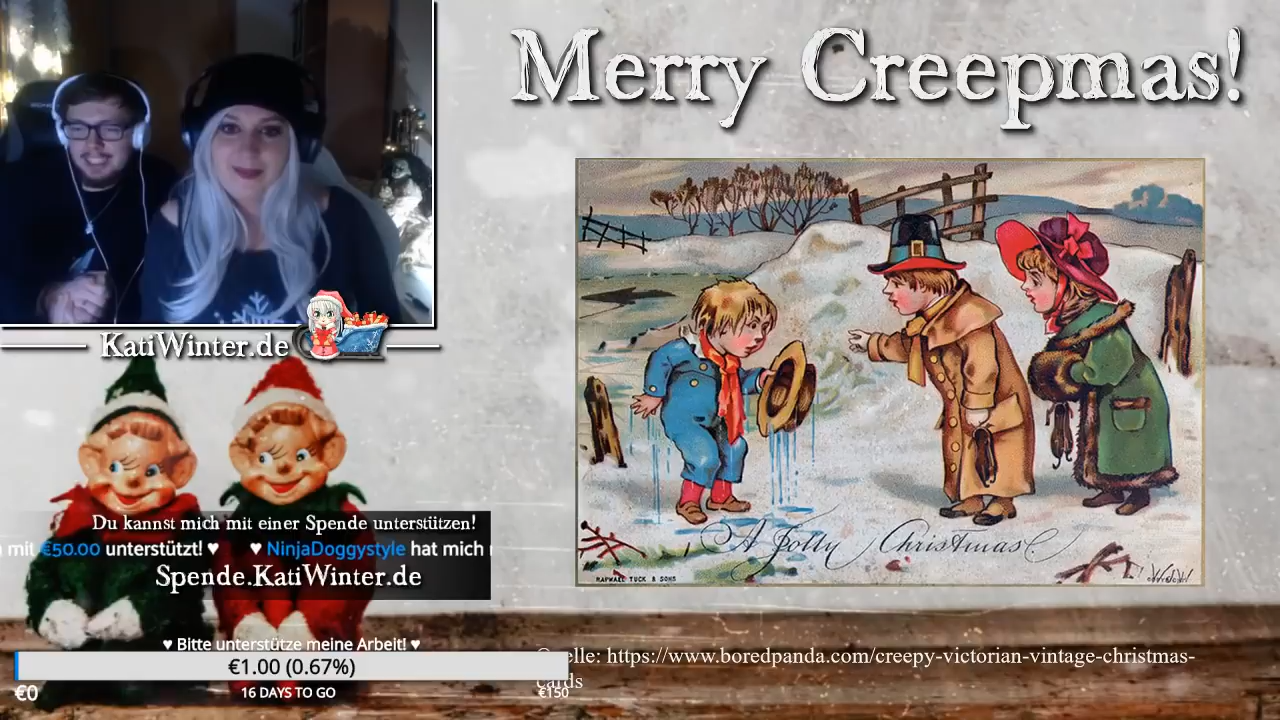 Merry Creepmas!
KatiWinter.de
A Jolly Christmas
RAPHAEL TUCK & SONS
Du kannst mich mit einer Spende unterstützen!
mit €50.00 unterstützt! ♥ ♥ NinjaDoggystyle hat mich
Spende.KatiWinter.de
♥ Bitte unterstütze meine Arbeit! ♥
€1.00 (0.67%)
€0 16 DAYS TO GO €150
Quelle: https://www.boredpanda.com/creepy-victorian-vintage-christmas-
cards